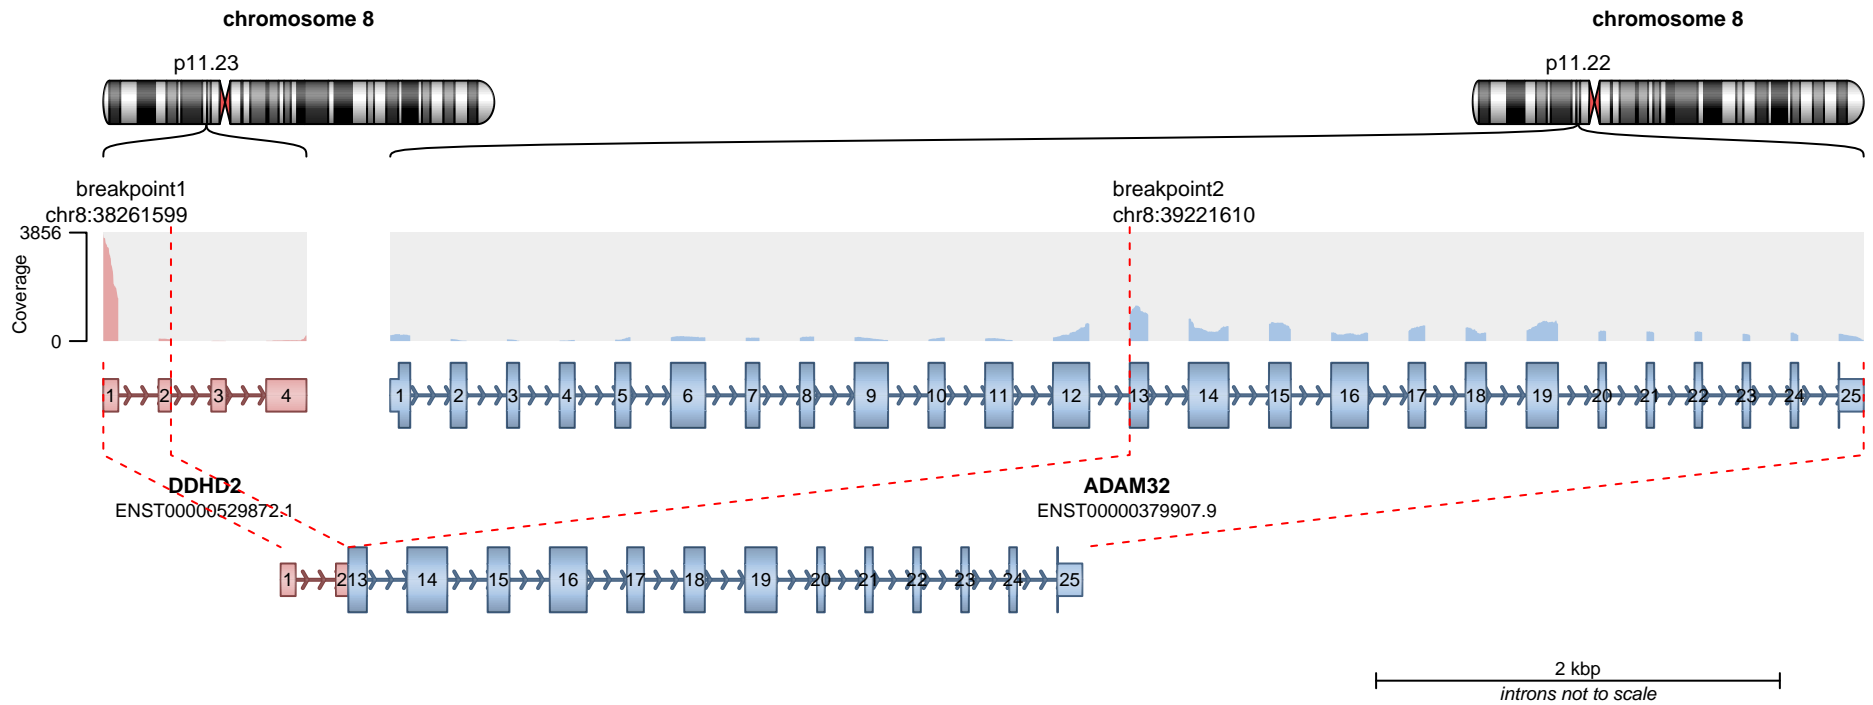 chromosome 8
chromosome 8
p11.23
p11.22
breakpoint1
chr8:38261599
breakpoint2
chr8:39221610
3856
Coverage
0
1 2 3 4
1 2 3 4 5 6 7 8 9 10 11 12 13 14 15 16 17 18 19 20 21 22 23 24 25
DDHD2
ENST00000529872.1
ADAM32
ENST00000379907.9
1 2 13 14 15 16 17 18 19 20 21 22 23 24 25
2 kbp
introns not to scale